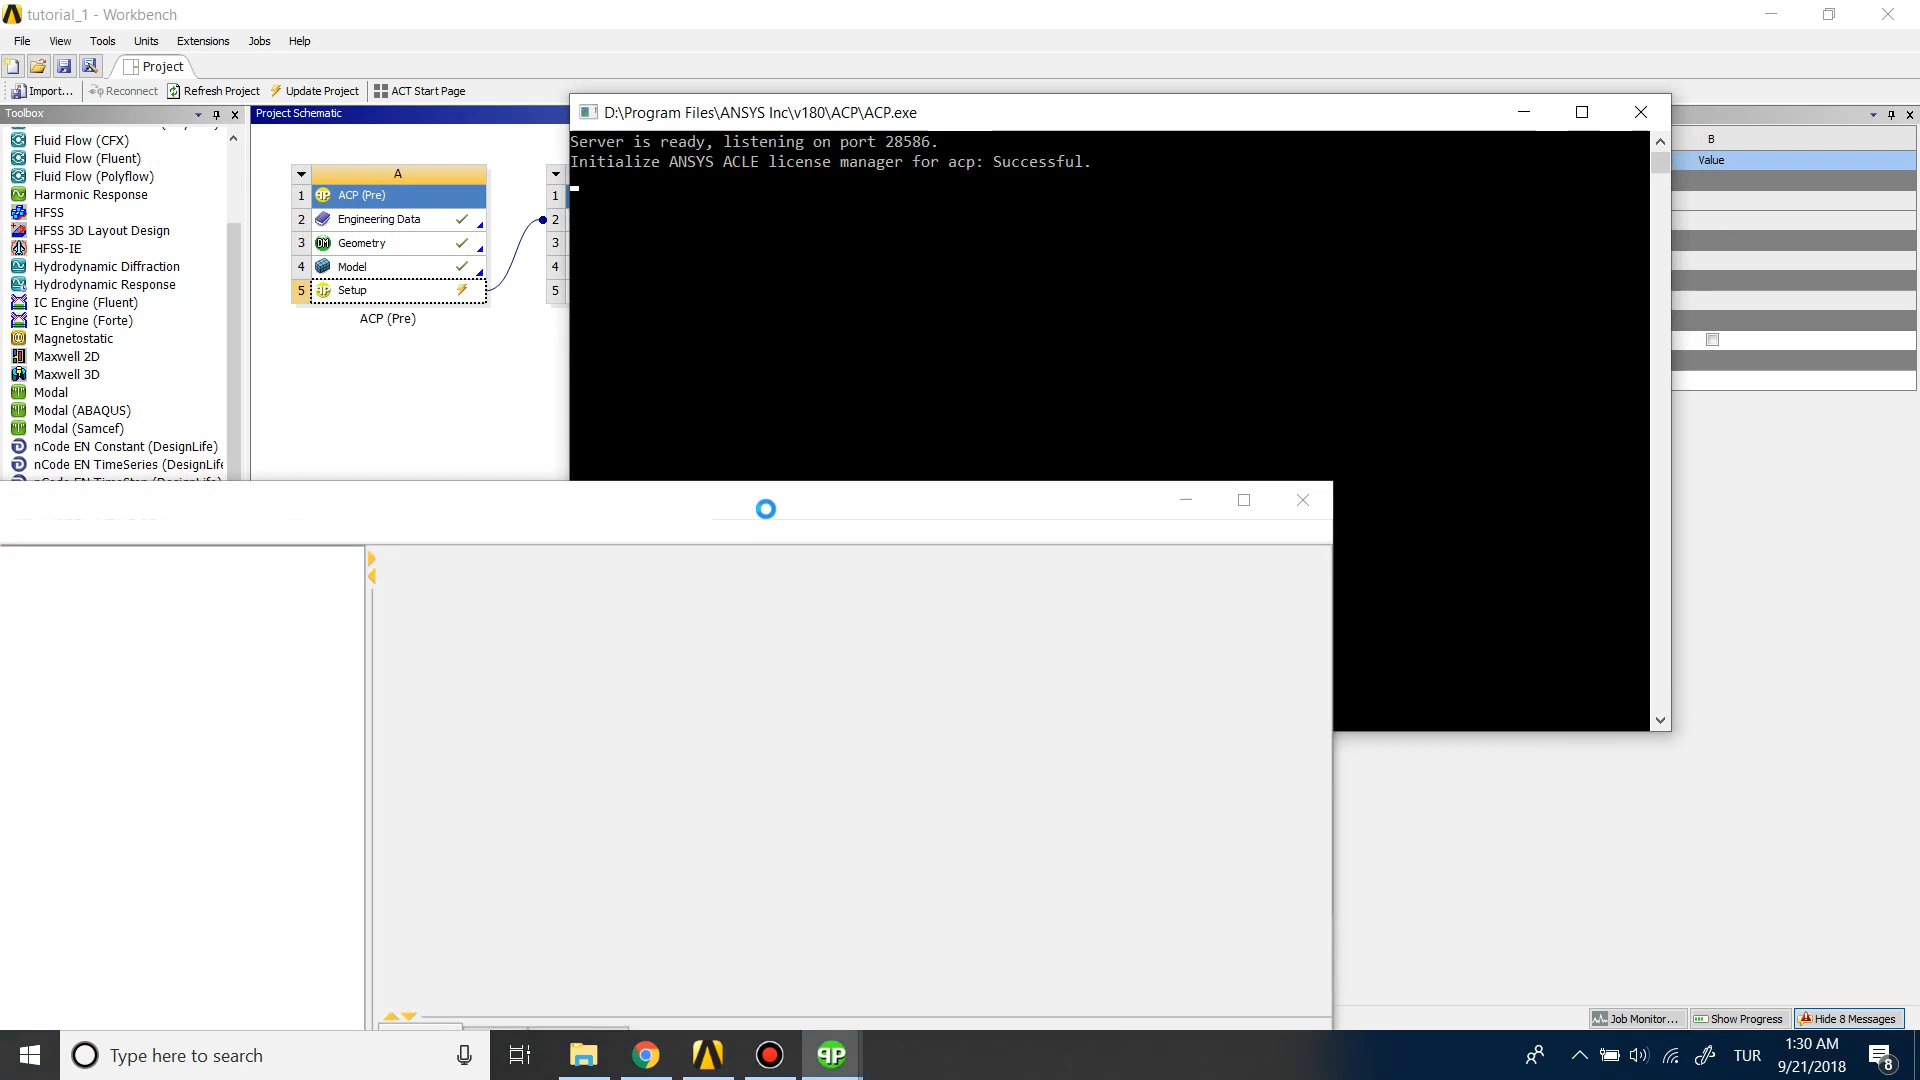 tutorial_1 - Workbench
File View Tools Units Extensions Jobs Help
Project
Import... Reconnect Refresh Project Update Project ACT Start Page
Toolbox
Fluid Flow (CFX)
Fluid Flow (Fluent)
Fluid Flow (Polyflow)
Harmonic Response
HFSS
HFSS 3D Layout Design
HFSS-IE
Hydrodynamic Diffraction
Hydrodynamic Response
IC Engine (Fluent)
IC Engine (Forte)
Magnetostatic
Maxwell 2D
Maxwell 3D
Modal
Modal (ABAQUS)
Modal (Samcef)
nCode EN Constant (DesignLife)
nCode EN TimeSeries (DesignLife
Project Schematic
A
1 ACP (Pre)
2 Engineering Data
3 Geometry
4 Model
5 Setup
ACP (Pre)
1
2
3
4
5
D:\Program Files\ANSYS Inc\v180\ACP\ACP.exe
Server is ready, listening on port 28586.
Initialize ANSYS ACLE license manager for acp: Successful.
B
Value
Job Monitor... Show Progress Hide 8 Messages
Type here to search
TUR
1:30 AM
9/21/2018
8